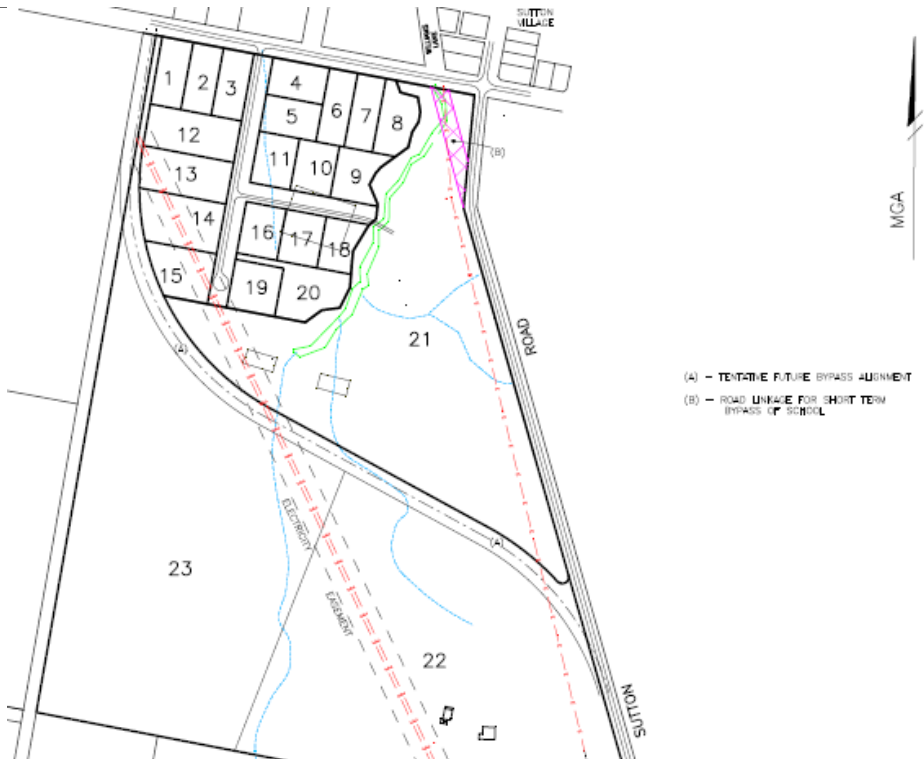 SUTTON
VILLAGE
LANE
1
2
3
4
5
6
7
8
12
11
10
9
13
14
16
17
18
15
19
20
(B)
MGA
21
ROAD
(A)
(A) – TENTATIVE FUTURE BYPASS ALIGNMENT
(B) – ROAD LINKAGE FOR SHORT TERM
BYPASS OF SCHOOL
ELECTRICITY
(A)
23
EASEMENT
22
SUTTON